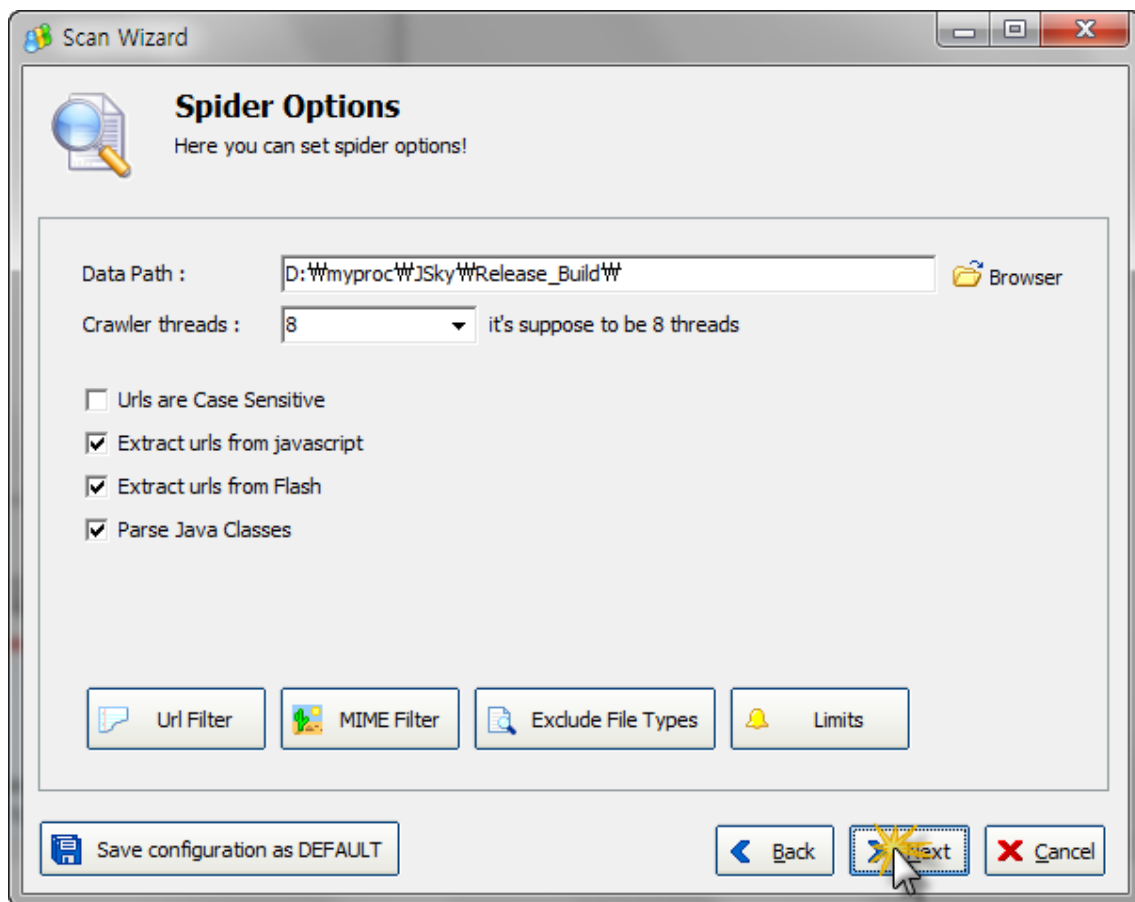 Scan Wizard
Spider Options
Here you can set spider options!
Data Path :
D:₩myproc₩JSky₩Release_Build₩
Browser
Crawler threads :
8
it's suppose to be 8 threads
Urls are Case Sensitive
Extract urls from javascript
Extract urls from Flash
Parse Java Classes
Url Filter
MIME Filter
Exclude File Types
Limits
Save configuration as DEFAULT
Back
Next
Cancel